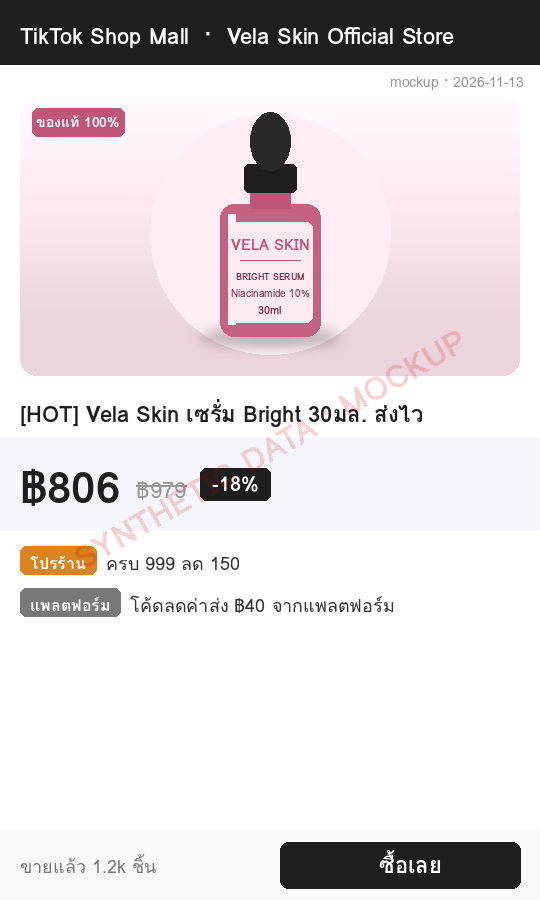 TikTok Shop Mall · Vela Skin Official Store
mockup · 2026-11-13
ของแท้ 100%
VELA SKIN
BRIGHT SERUM
Niacinamide 10%
30ml
[HOT] Vela Skin เซรั่ม Bright 30มล. ส่งไว
฿806 ฿979 -18%
โปรร้าน ครบ 999 ลด 150
แพลตฟอร์ม โค้ดลดค่าส่ง ฿40 จากแพลตฟอร์ม
SYNTHETIC DATA · MOCKUP
ขายแล้ว 1.2k ชิ้น
ซื้อเลย